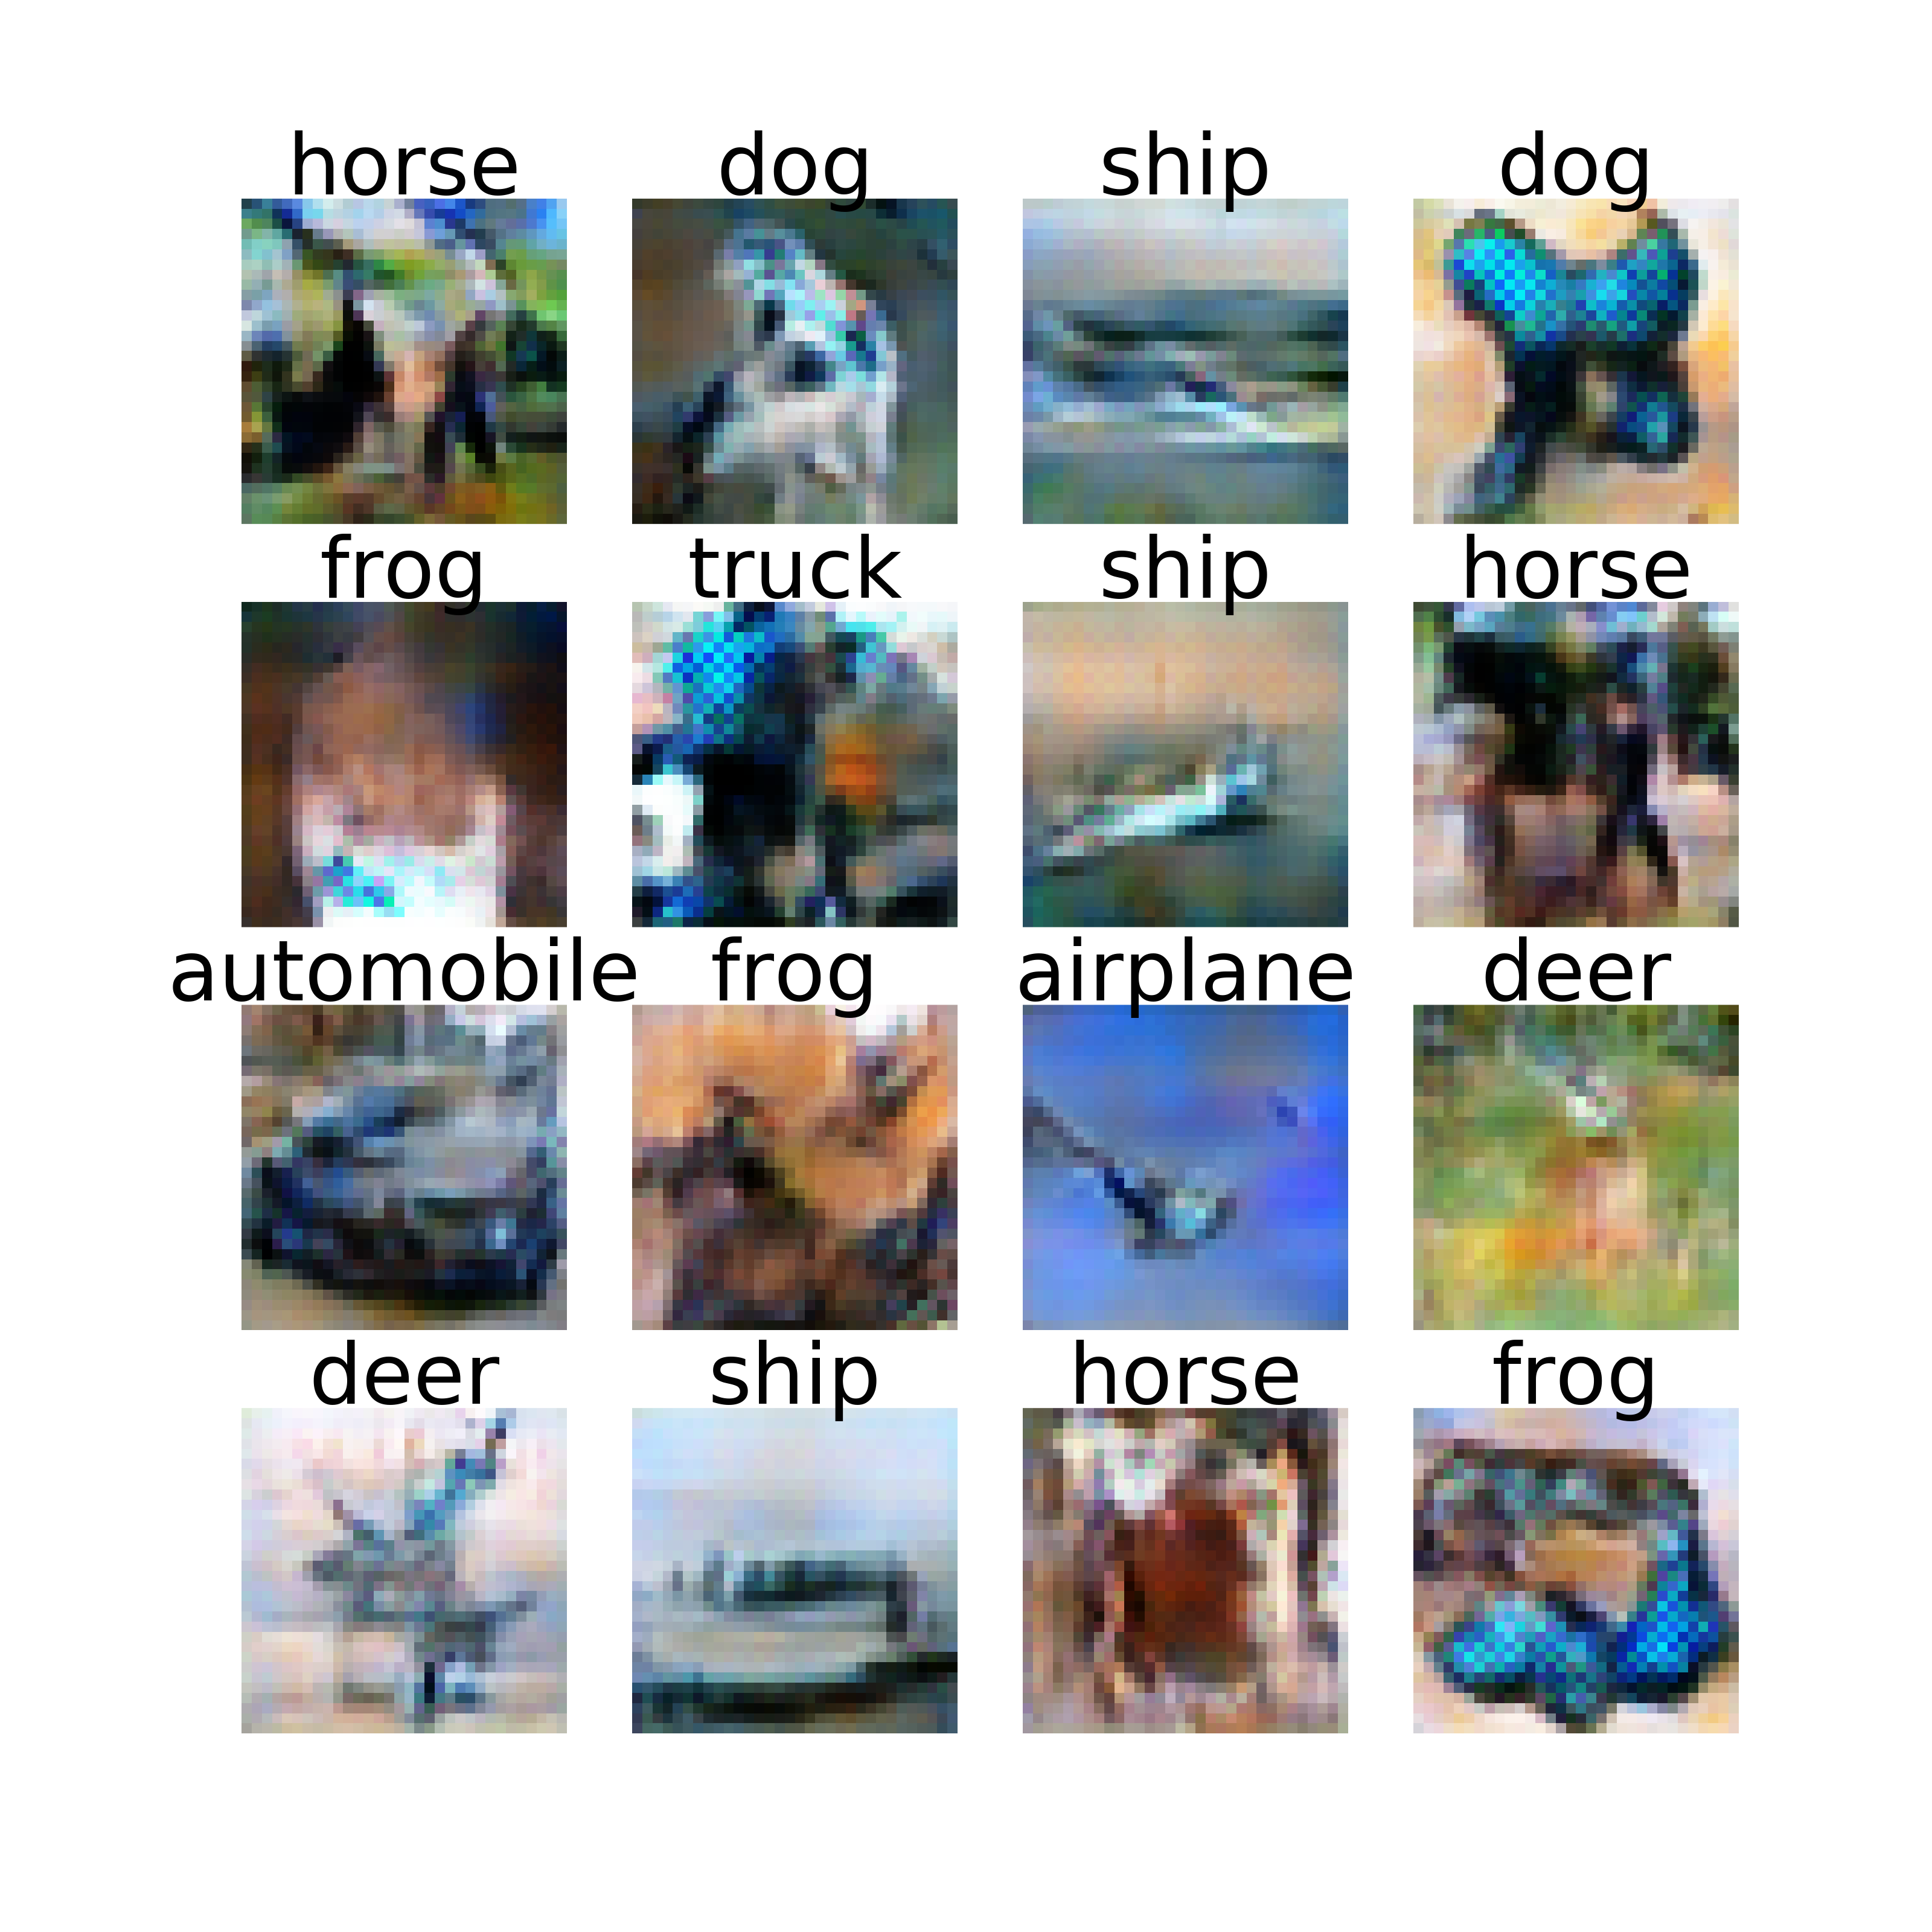 horse dog ship dog
frog truck ship horse
automobile frog airplane deer
deer ship horse frog